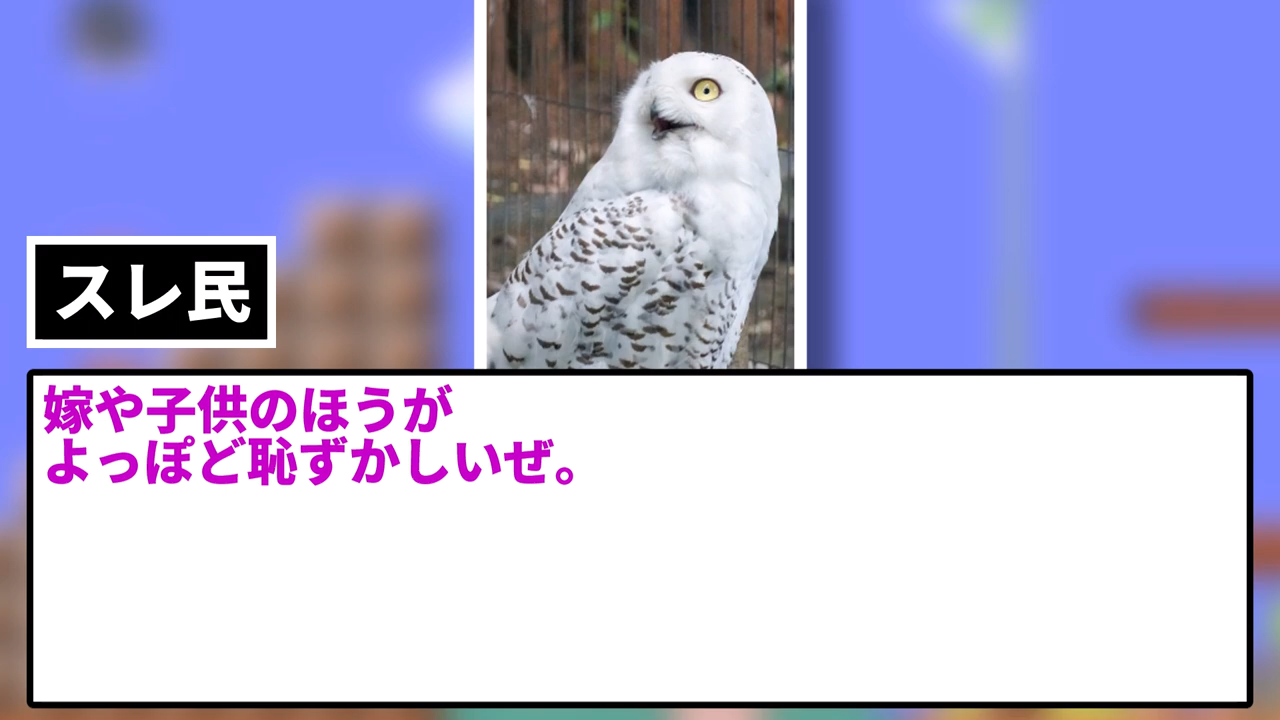 スレ民
嫁や子供のほうが
よっぽど恥ずかしいぜ。